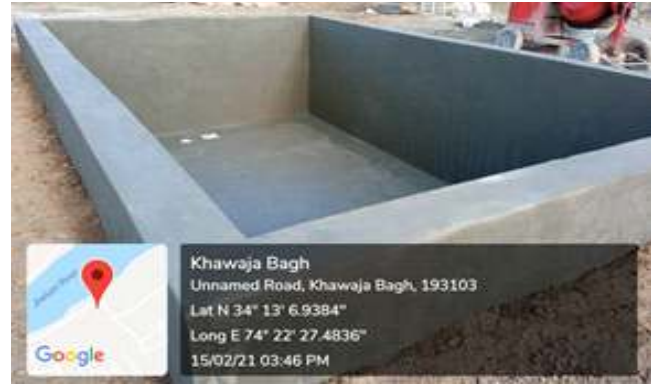 Khawaja Bagh
Unnamed Road, Khawaja Bagh, 193103
Lat N 34° 13' 6.9384"
Long E 74° 22' 27.4836"
15/02/21 03:46 PM
Google